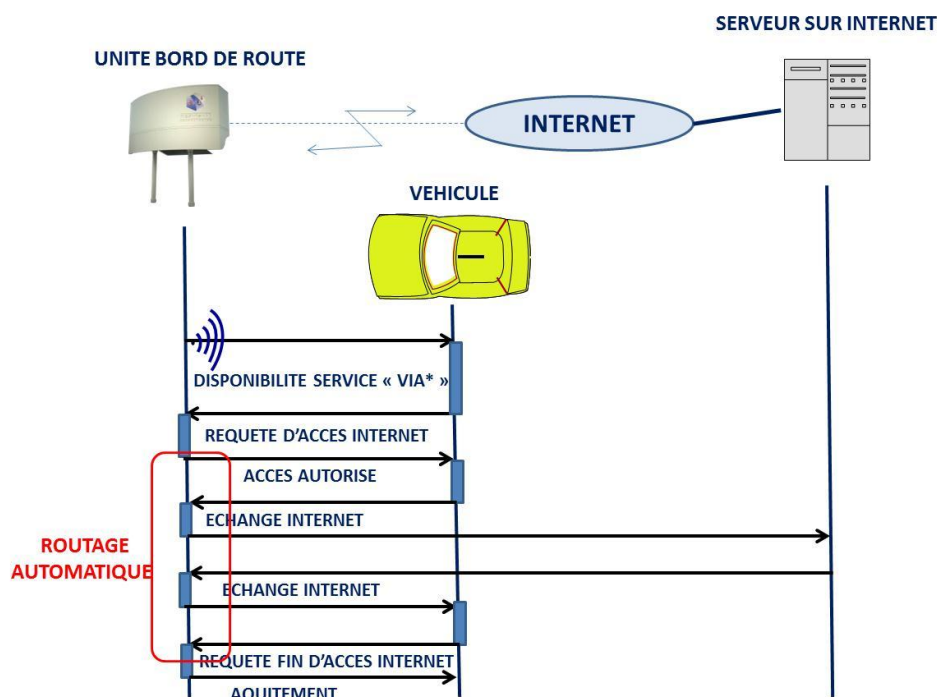 SERVEUR SUR INTERNET
UNITE BORD DE ROUTE
INTERNET
VEHICULE
DISPONIBILITE SERVICE « VIA* »
REQUETE D'ACCES INTERNET
ACCES AUTORISE
ECHANGE INTERNET
ROUTAGE
AUTOMATIQUE
ECHANGE INTERNET
REQUETE FIN D'ACCES INTERNET
AQUITEMENT